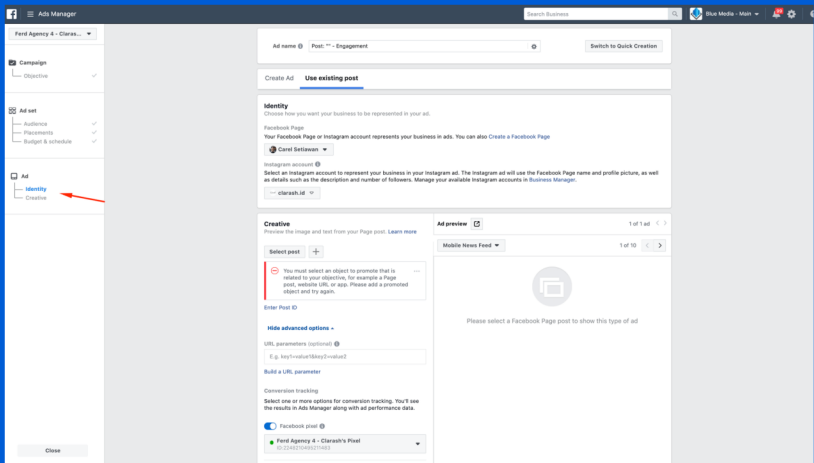 Ads Manager
Search Business
Blue Media - Main
Ferd Agency 4 - Claras...
Campaign
Objective
Ad set
Audience
Placements
Budget & schedule
Ad
Identity
Creative
Close
Ad name
Post: "" - Engagement
Switch to Quick Creation
Create Ad
Use existing post
Identity
Choose how you want your business to be represented in your ad.
Facebook Page
Your Facebook Page or Instagram account represents your business in ads. You can also Create a Facebook Page
Carel Setiawan
Instagram account
Select an Instagram account to represent your business in your Instagram ad. The Instagram ad will use the Facebook Page name and profile picture, as well
as details such as the description and number of followers. Manage your available Instagram accounts in Business Manager.
clarash.id
Creative
Preview the image and text from your Page post. Learn more
Select post
You must select an object to promote that is
related to your objective, for example a Page
post, website URL or app. Please add a promoted
object and try again.
Enter Post ID
Hide advanced options
URL parameters (optional)
E.g. key1=value1&key2=value2
Build a URL parameter
Conversion tracking
Select one or more options for conversion tracking. You'll see
the results in Ads Manager along with ad performance data.
Facebook pixel
Ferd Agency 4 - Claraslr's Pixel
Ad preview
1 of 1 ad
Mobile News Feed
1 of 10
Please select a Facebook Page post to show this type of ad